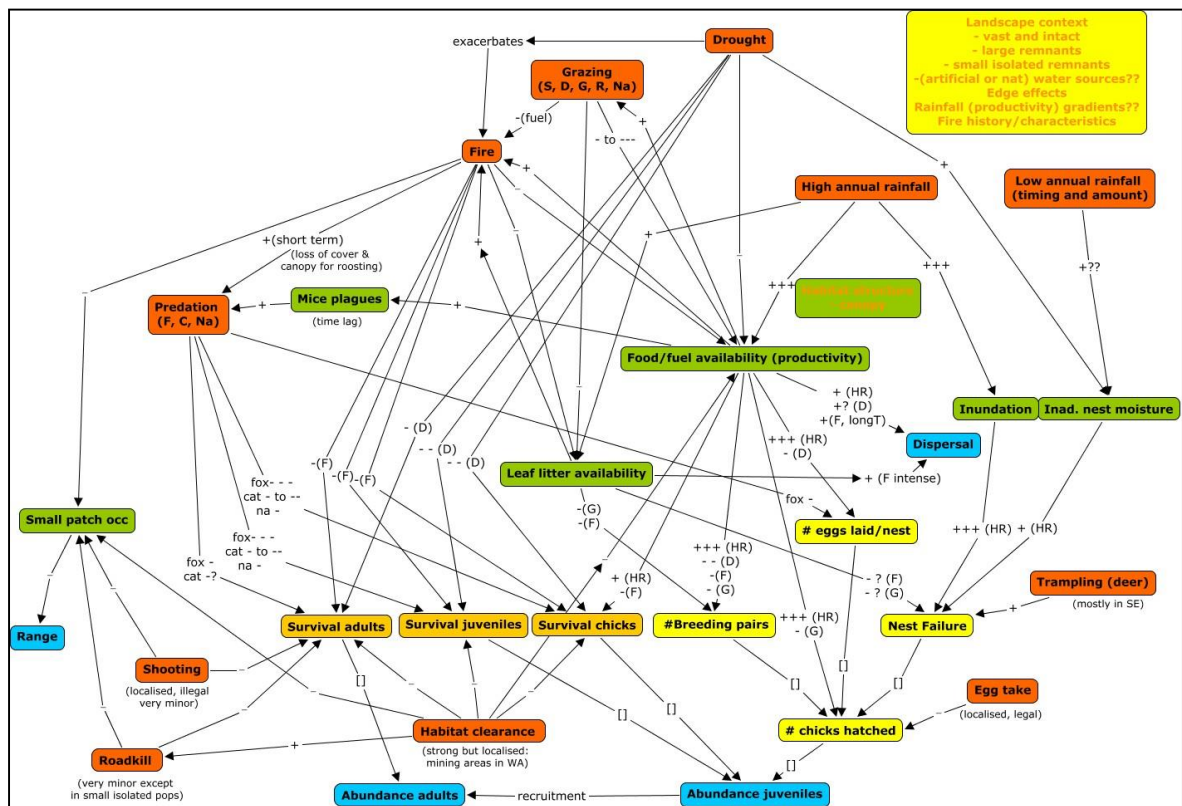 Drought
exacerbates
Landscape context
- vast and intact
- large remnants
- small isolated remnants
-(artificial or nat) water sources??
Edge effects
Rainfall (productivity) gradients??
Fire history/characteristics
Grazing
(S, D, G, R, Na)
-(fuel)
+
- to ---
Fire
+
–
–
+
High annual rainfall
Low annual rainfall
(timing and amount)
+(short term)
(loss of cover &
canopy for roosting)
+
–
+
+??
+++
+++
–
–
Predation
(F, C, Na)
+
Mice plagues
(time lag)
+
Food/fuel availability (productivity)
+ (HR)
+? (D)
+(F, longT)
Inundation
Inad. nest moisture
–
- (D)
- - (D)
- - (D)
+++ (HR)
- (D)
Dispersal
-(F)
-(F)
-(F)
Leaf litter availability
+ (F intense)
fox- - -
cat - to --
na -
-(G)
-(F)
fox -
Small patch occ
# eggs laid/nest
+++ (HR)
+ (HR)
fox- - -
cat - to --
na -
fox -
cat -?
+++ (HR)
- - (D)
-(F)
- (G)
–
+ (HR)
-(F)
- ? (F)
- ? (G)
Trampling (deer)
(mostly in SE)
+
–
–
Range
Survival adults
Survival juveniles
Survival chicks
#Breeding pairs
+++ (HR)
- (G)
Nest Failure
Shooting
(localised, illegal
very minor)
–
[]
–
–
–
–
[]
[]
[]
Egg take
(localised, legal)
–
–
–
[]
[]
Roadkill
(very minor except
in small isolated pops)
+
Habitat clearance
(strong but localised:
mining areas in WA)
# chicks hatched
[]
Abundance adults
recruitment
Abundance juveniles